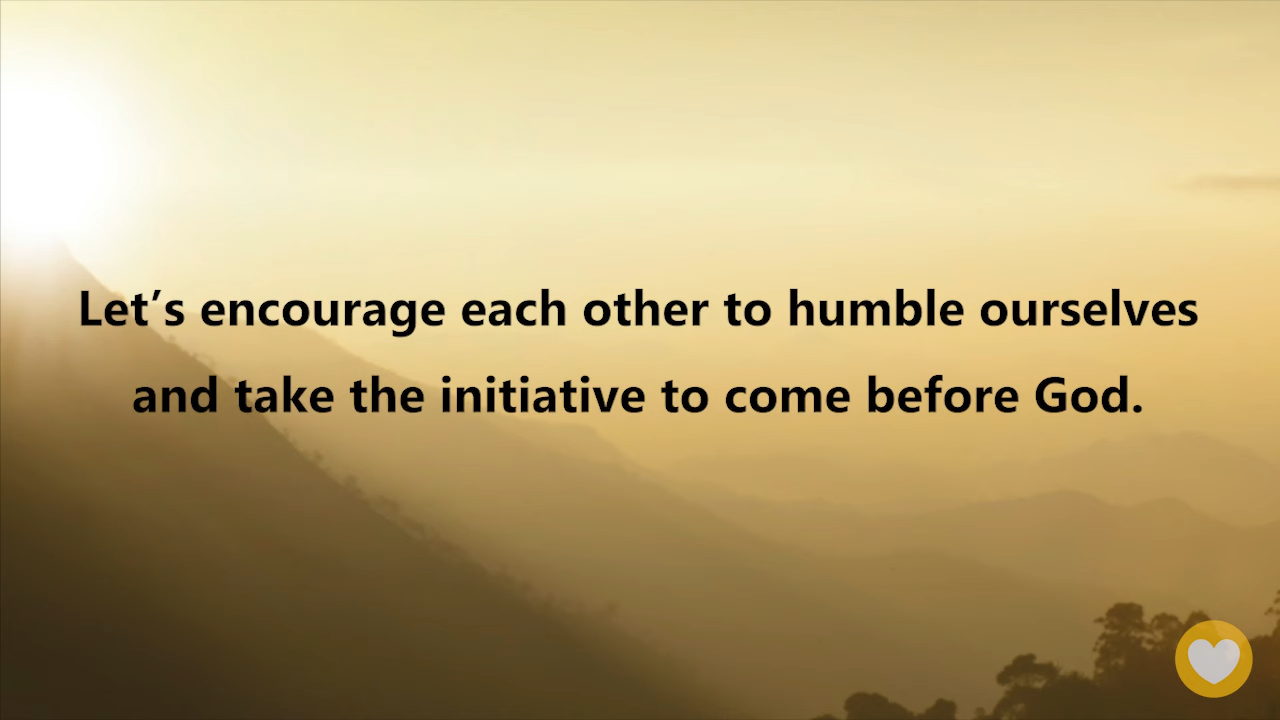 Let’s encourage each other to humble ourselves
and take the initiative to come before God.